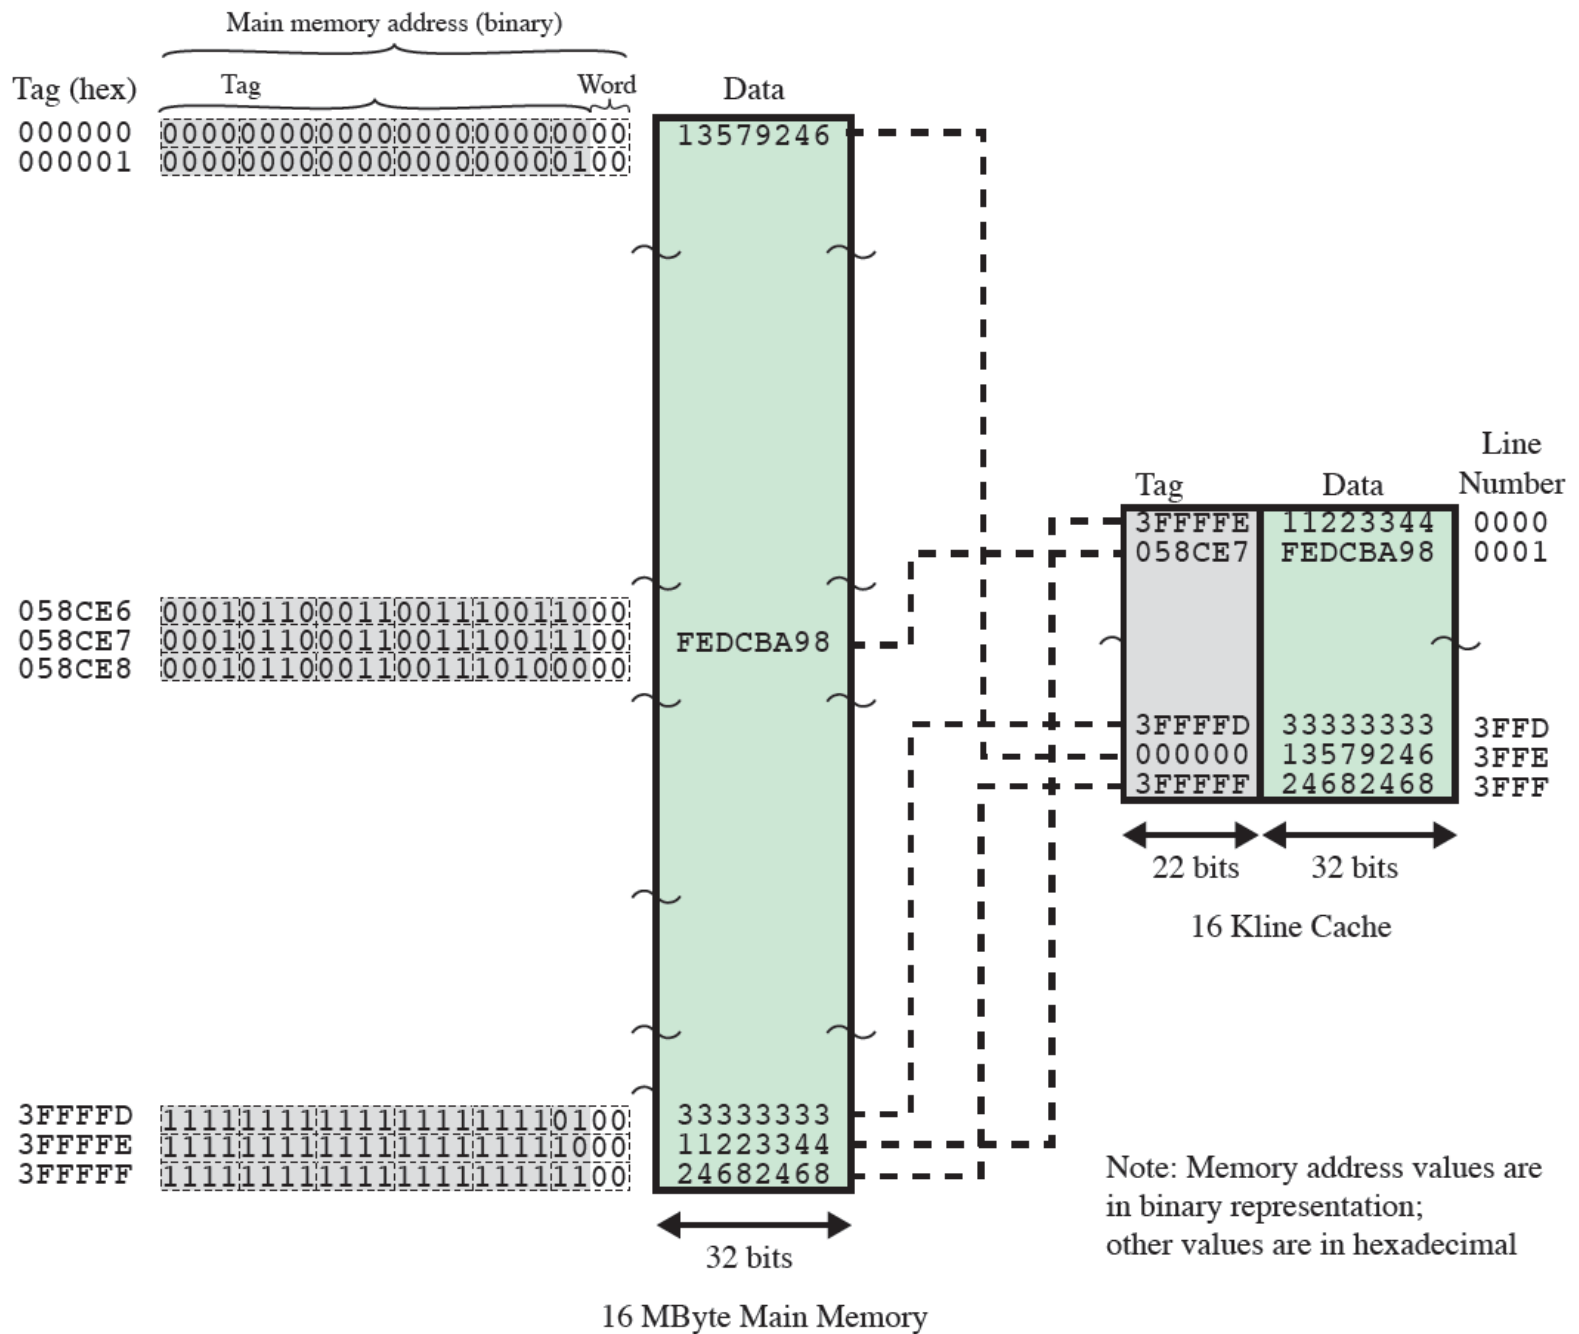 Main memory address (binary)
Tag (hex) Tag Word Data
000000 000000000000000000000000 13579246
000001 000000000000000000000100
Line
Tag Data Number
3FFFFE 11223344 0000
058CE7 FEDCBA98 0001
058CE6 000101100011001110011000
058CE7 000101100011001110011100 FEDCBA98
058CE8 000101100011001110100000
3FFFFD 33333333 3FFD
000000 13579246 3FFE
3FFFFF 24682468 3FFF
22 bits 32 bits
16 Kline Cache
3FFFFD 111111111111111111110100 33333333
3FFFFE 111111111111111111111000 11223344
3FFFFF 111111111111111111111100 24682468
Note: Memory address values are
in binary representation;
other values are in hexadecimal
32 bits
16 MByte Main Memory